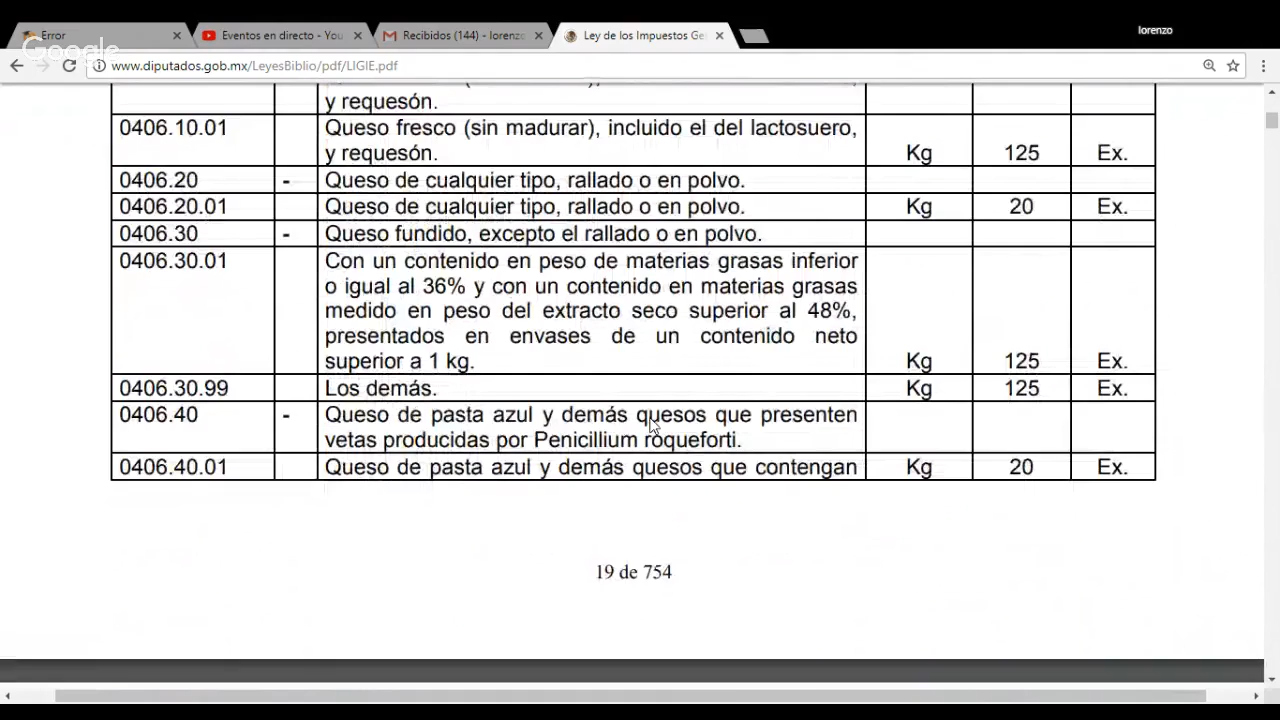 lorenzo
Error
Eventos en directo - You
Recibidos (144) - lorenzo
Ley de los Impuestos Ge
Google
www.diputados.gob.mx/LeyesBiblio/pdf/LIGIE.pdf
y requesón.
0406.10.01 Queso fresco (sin madurar), incluido el del lactosuero,
y requesón. Kg 125 Ex.
0406.20 - Queso de cualquier tipo, rallado o en polvo.
0406.20.01 Queso de cualquier tipo, rallado o en polvo. Kg 20 Ex.
0406.30 - Queso fundido, excepto el rallado o en polvo.
0406.30.01 Con un contenido en peso de materias grasas inferior
o igual al 36% y con un contenido en materias grasas
medido en peso del extracto seco superior al 48%,
presentados en envases de un contenido neto
superior a 1 kg. Kg 125 Ex.
0406.30.99 Los demás. Kg 125 Ex.
0406.40 - Queso de pasta azul y demás quesos que presenten
vetas producidas por Penicillium roqueforti.
0406.40.01 Queso de pasta azul y demás quesos que contengan Kg 20 Ex.
19 de 754